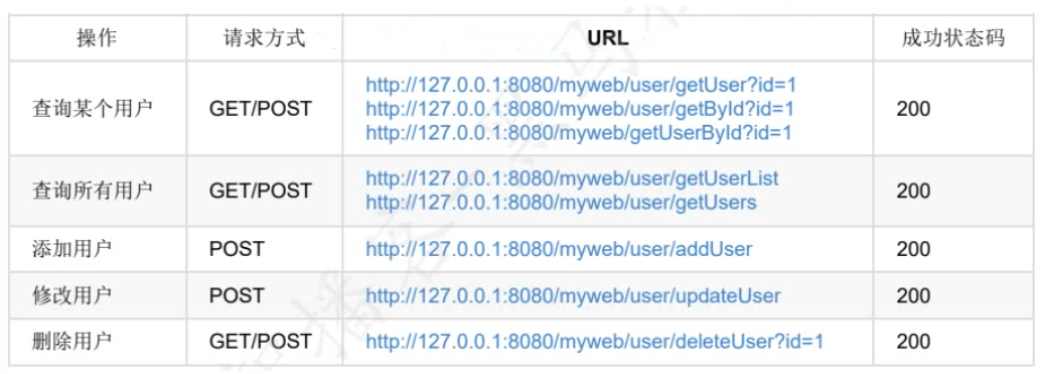 操作 请求方式 URL 成功状态码
http://127.0.0.1:8080/myweb/user/getUser?id=1
查询某个用户 GET/POST http://127.0.0.1:8080/myweb/user/getById?id=1 200
http://127.0.0.1:8080/myweb/getUserById?id=1
查询所有用户 GET/POST http://127.0.0.1:8080/myweb/user/getUserList 200
http://127.0.0.1:8080/myweb/user/getUsers
添加用户 POST http://127.0.0.1:8080/myweb/user/addUser 200
修改用户 POST http://127.0.0.1:8080/myweb/user/updateUser 200
删除用户 GET/POST http://127.0.0.1:8080/myweb/user/deleteUser?id=1 200